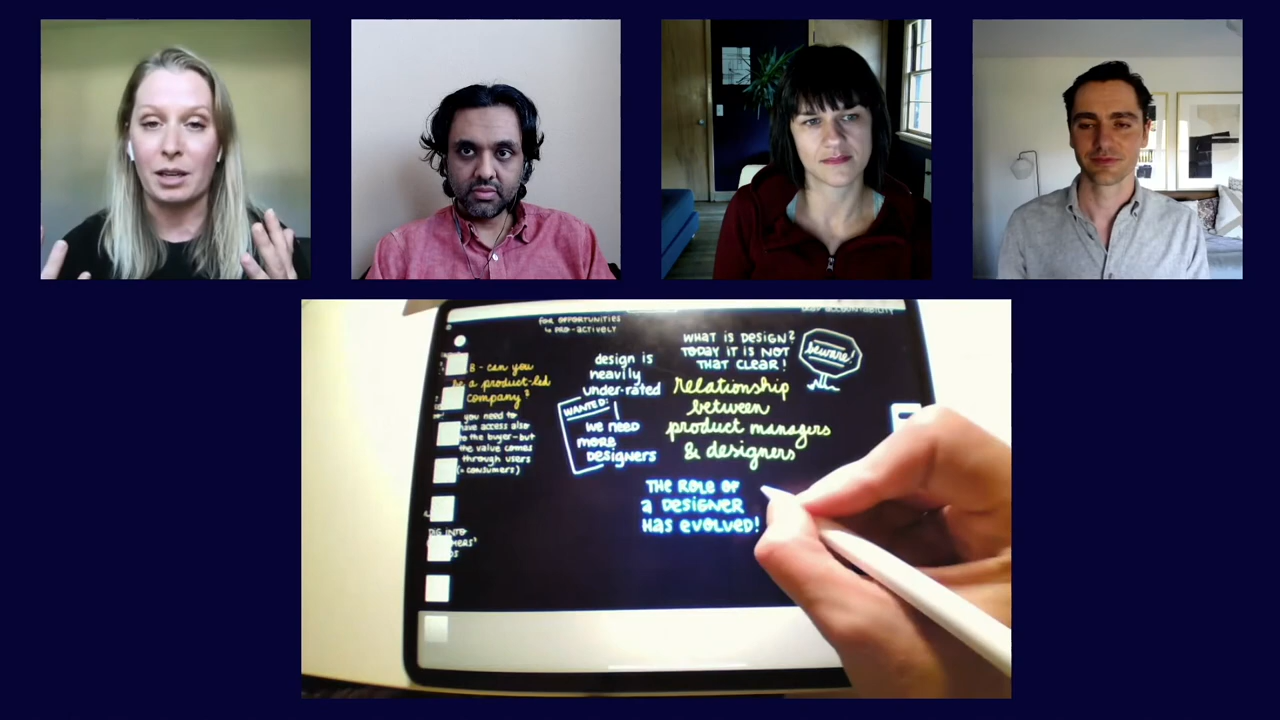 FOR OPPORTUNITIES
↳ PRO-ACTIVELY
ACCOUNTABILITY
B - can you
be a product-led
company?
you need to
have access also
to the buyer - but
the value comes
through users
(= consumers)
DIG INTO
design is
heavily
under-rated
WANTED:
we need
more
designers
WHAT IS DESIGN?
TODAY IT IS NOT
THAT CLEAR!
beware!
relationship
between
product managers
& designers
THE ROLE OF
a DESIGNER
HAS EVOLVED!